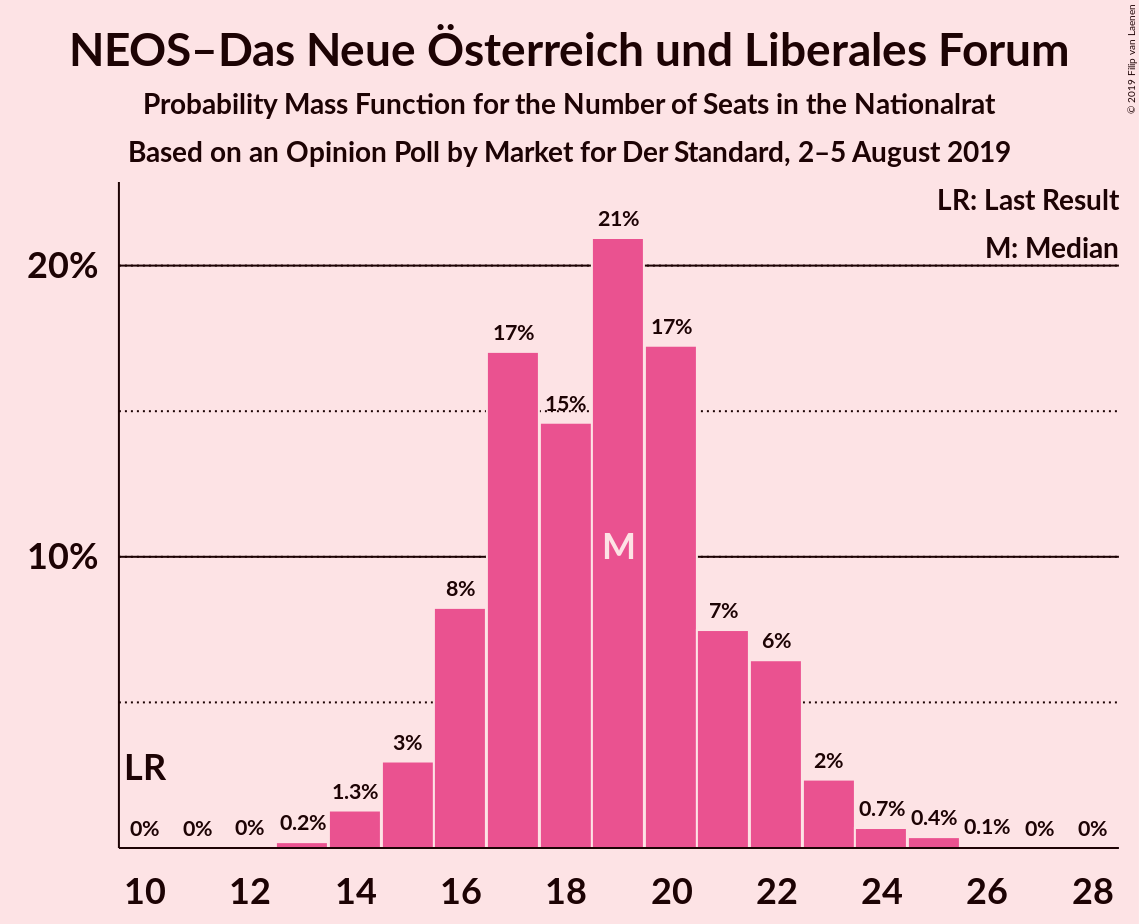 NEOS–Das Neue Österreich und Liberales Forum
Probability Mass Function for the Number of Seats in the Nationalrat
Based on an Opinion Poll by Market for Der Standard, 2–5 August 2019
© 2019 Filip van Laenen
LR: Last Result
M: Median
20%
10%
21%
17%
17%
15%
M
8%
7%
6%
3%
2%
LR
1.3%
0% 0% 0% 0.2%
0.7% 0.4% 0.1% 0% 0%
10 12 14 16 18 20 22 24 26 28